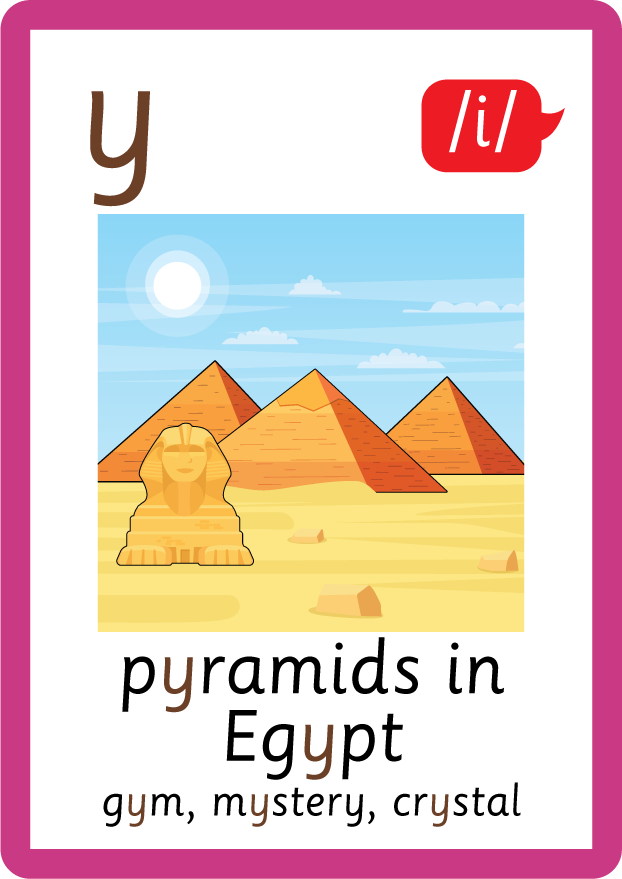 y
/i/
pyramids in
Egypt
gym, mystery, crystal